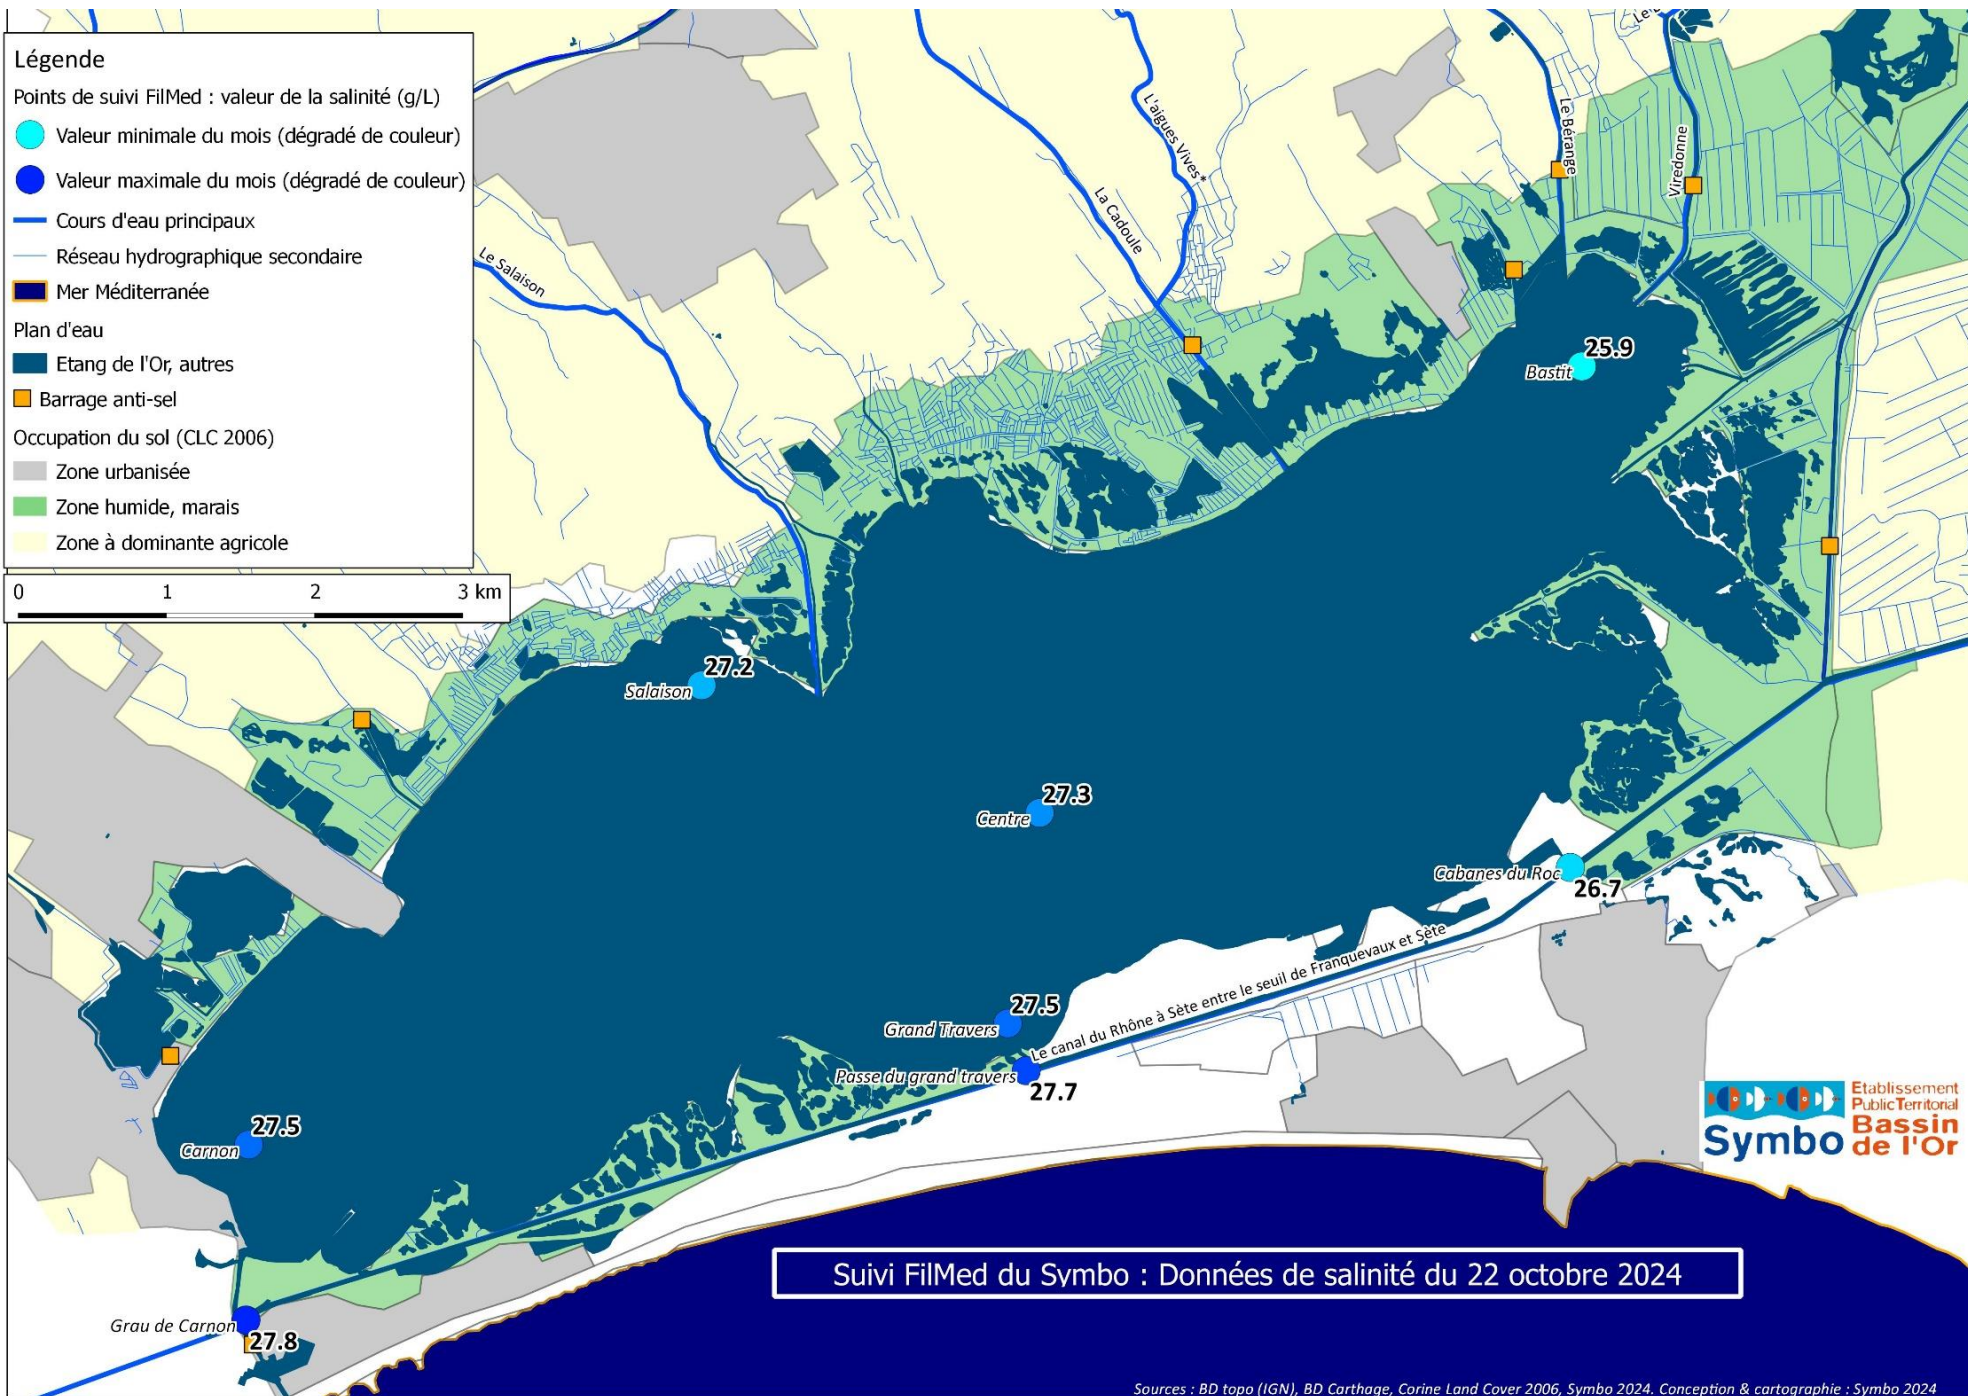 Légende
Points de suivi FilMed : valeur de la salinité (g/L)
Valeur minimale du mois (dégradé de couleur)
Valeur maximale du mois (dégradé de couleur)
Cours d'eau principaux
Réseau hydrographique secondaire
Mer Méditerranée
Plan d'eau
Etang de l'Or, autres
Barrage anti-sel
Occupation du sol (CLC 2006)
Zone urbanisée
Zone humide, marais
Zone à dominante agricole
0 1 2 3 km
Le Salaison
La Cadoule
L'aigues Vives*
Le Bérange
Viredonne
25.9
Bastit
27.2
Salaison
27.3
Centre
Cabanes du Roc
26.7
Le canal du Rhône à Sète entre le seuil de Franquevaux et Sète
27.5
Grand Travers
Passe du grand travers
27.7
27.5
Carnon
Grau de Carnon
27.8
Etablissement
Public Territorial
Bassin
de l'Or
Symbo
Suivi FilMed du Symbo : Données de salinité du 22 octobre 2024
Sources : BD topo (IGN), BD Carthage, Corine Land Cover 2006, Symbo 2024. Conception & cartographie : Symbo 2024